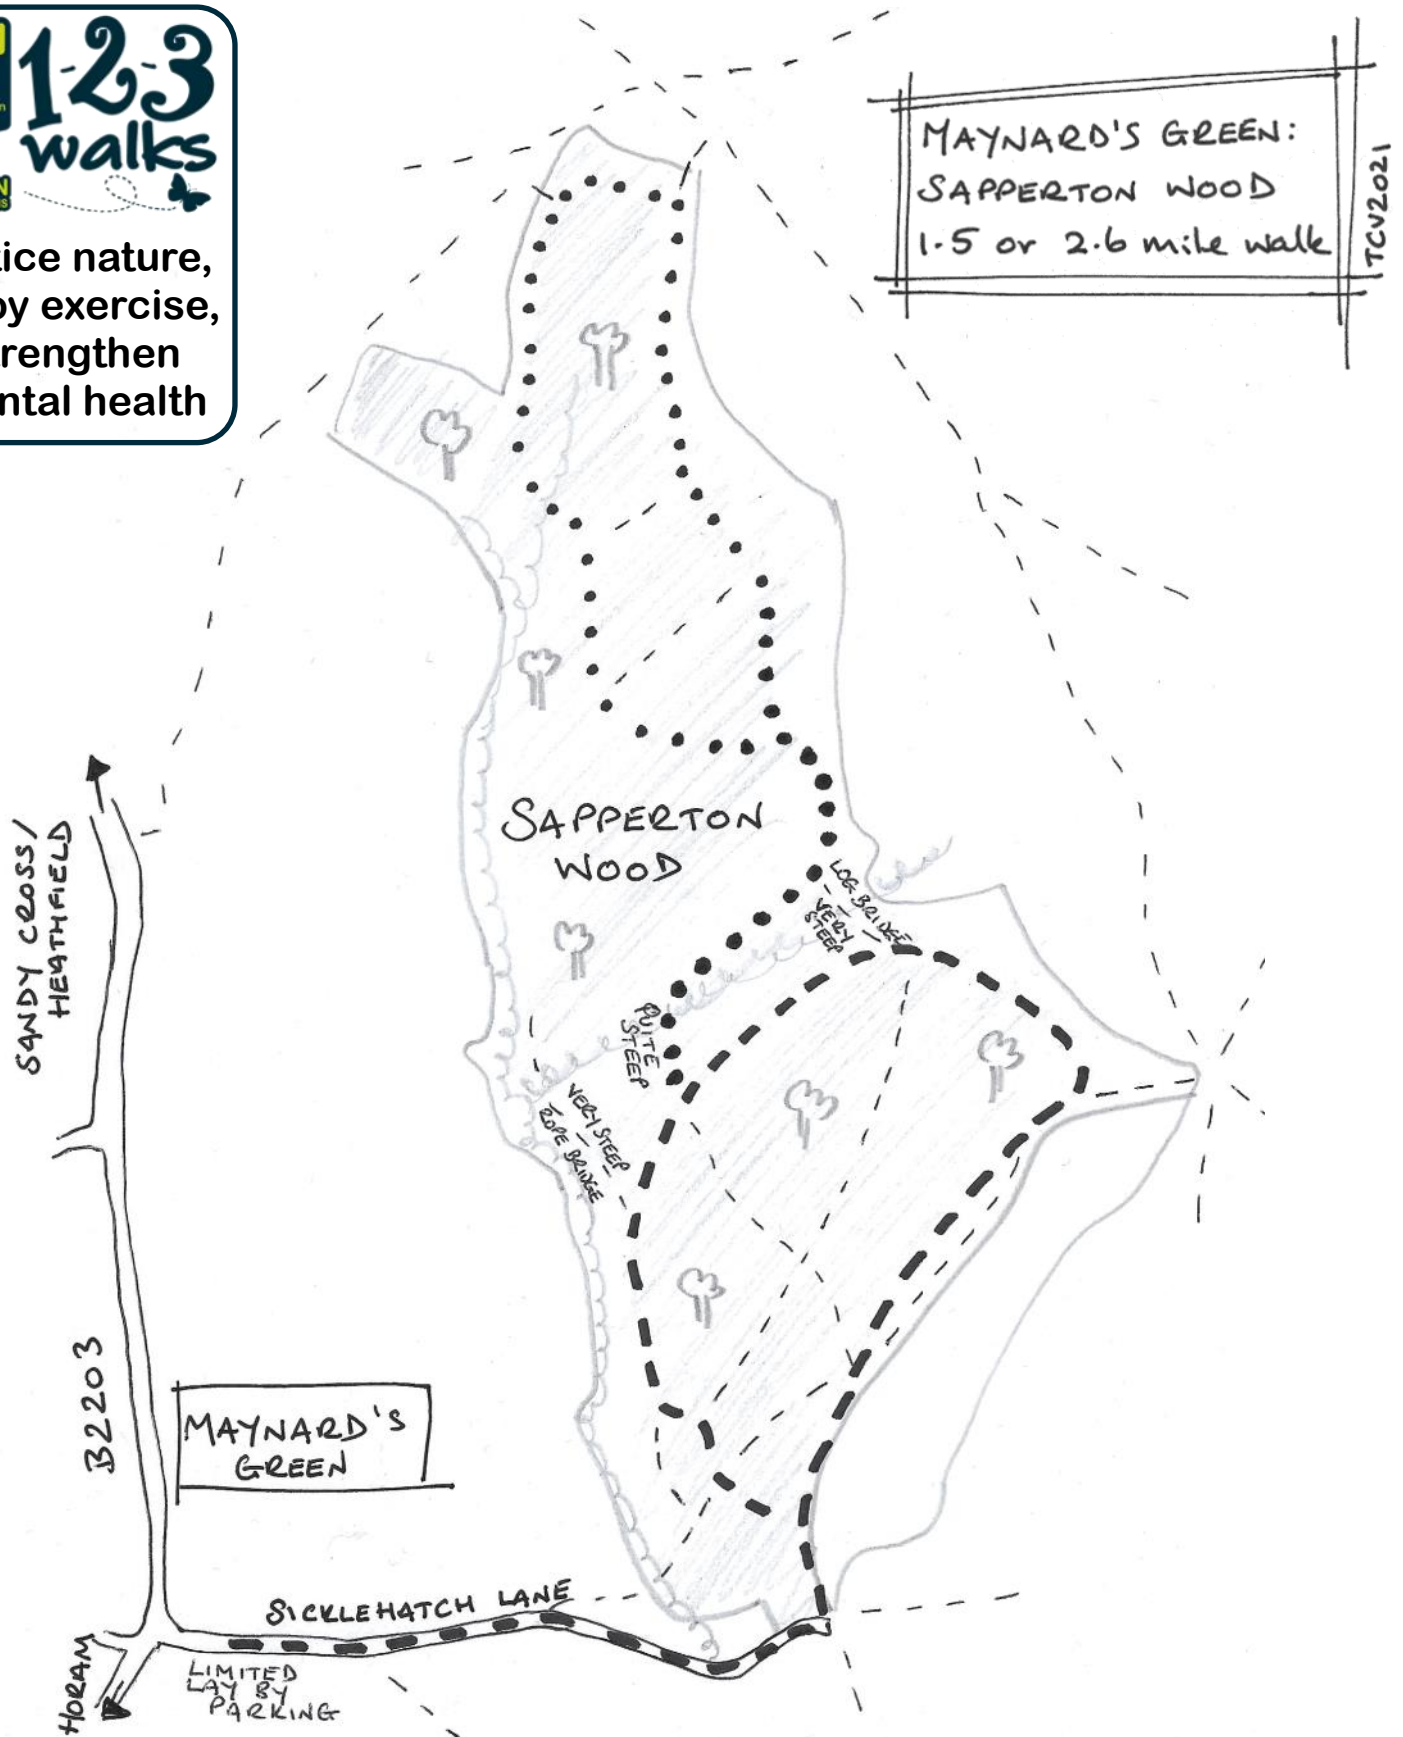 1-2-3
walks
ice nature,
by exercise,
rengthen
ntal health
MAYNARD'S GREEN:
SAPPERTON WOOD
1.5 or 2.6 mile walk
TCV2021
SAPPERTON
WOOD
LOG BRIDGE
VERY
STEEP
QUITE
STEEP
VERY STEEP
ROPE BRIDGE
SANDY CROSS/
HEATHFIELD
B2203
MAYNARD'S
GREEN
SICKLEHATCH LANE
LIMITED
LAY BY
PARKING
HORAM